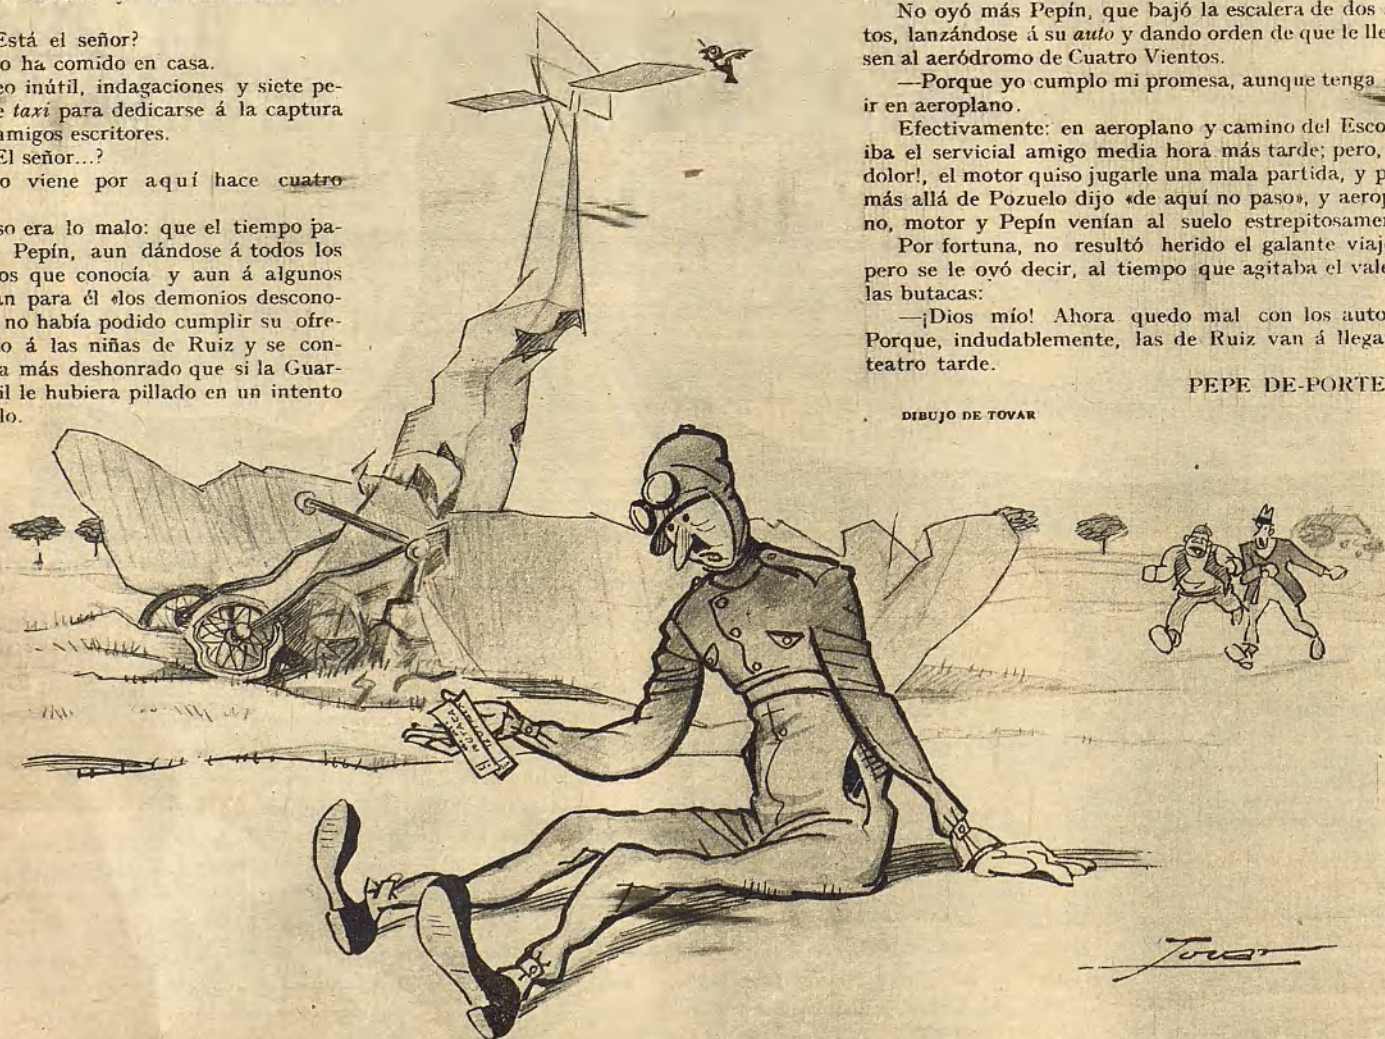 Está el señor?
o ha comido en casa.
eo inútil, indagaciones y siete pe-
e taxi para dedicarse á la captura
amigos escritores.
El señor...?
o viene por aquí hace cuatro
so era lo malo: que el tiempo pa-
Pepín, aun dándose á todos los
os que conocía y aun á algunos
an para él «los demonios descono-
no había podido cumplir su ofre-
o á las niñas de Ruiz y se con-
a más deshonrado que si la Guar-
il le hubiera pillado en un intento
lo.
No oyó más Pepín, que bajó la escalera de dos
tos, lanzándose á su auto y dando orden de que le lle
sen al aeródromo de Cuatro Vientos.
—Porque yo cumplo mi promesa, aunque tenga
ir en aeroplano.
Efectivamente: en aeroplano y camino del Esco
iba el servicial amigo media hora más tarde; pero,
dolor!, el motor quiso jugarle una mala partida, y p
más allá de Pozuelo dijo «de aquí no paso», y aerop
no, motor y Pepín venían al suelo estrepitosame
Por fortuna, no resultó herido el galante viaj
pero se le oyó decir, al tiempo que agitaba el vale
las butacas:
—¡Dios mío! Ahora quedo mal con los auto
Porque, indudablemente, las de Ruiz van á llega
teatro tarde.
PEPE DE-PORTE
DIBUJO DE TOVAR
BUTACA
Tovar